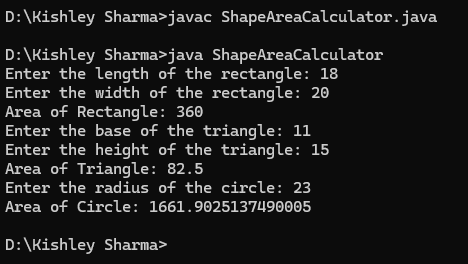 D:\Kishley Sharma>javac ShapeAreaCalculator.java
D:\Kishley Sharma>java ShapeAreaCalculator
Enter the length of the rectangle: 18
Enter the width of the rectangle: 20
Area of Rectangle: 360
Enter the base of the triangle: 11
Enter the height of the triangle: 15
Area of Triangle: 82.5
Enter the radius of the circle: 23
Area of Circle: 1661.9025137490005
D:\Kishley Sharma>